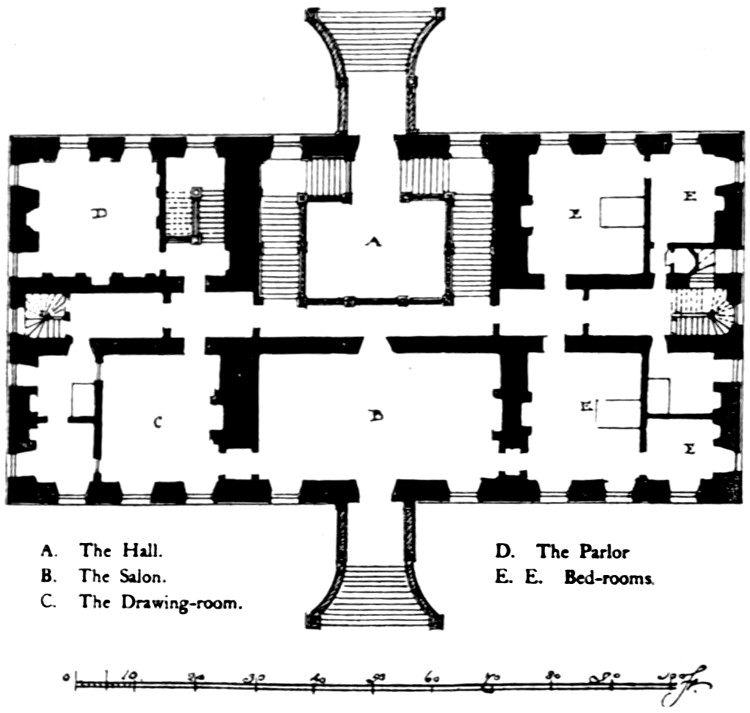 D
A
E
E
C
B
E
E
A. The Hall.
B. The Salon.
C. The Drawing-room.
D. The Parlor
E. E. Bed-rooms.
0 10 20 30 40 50 60 70 80 90 100 ft